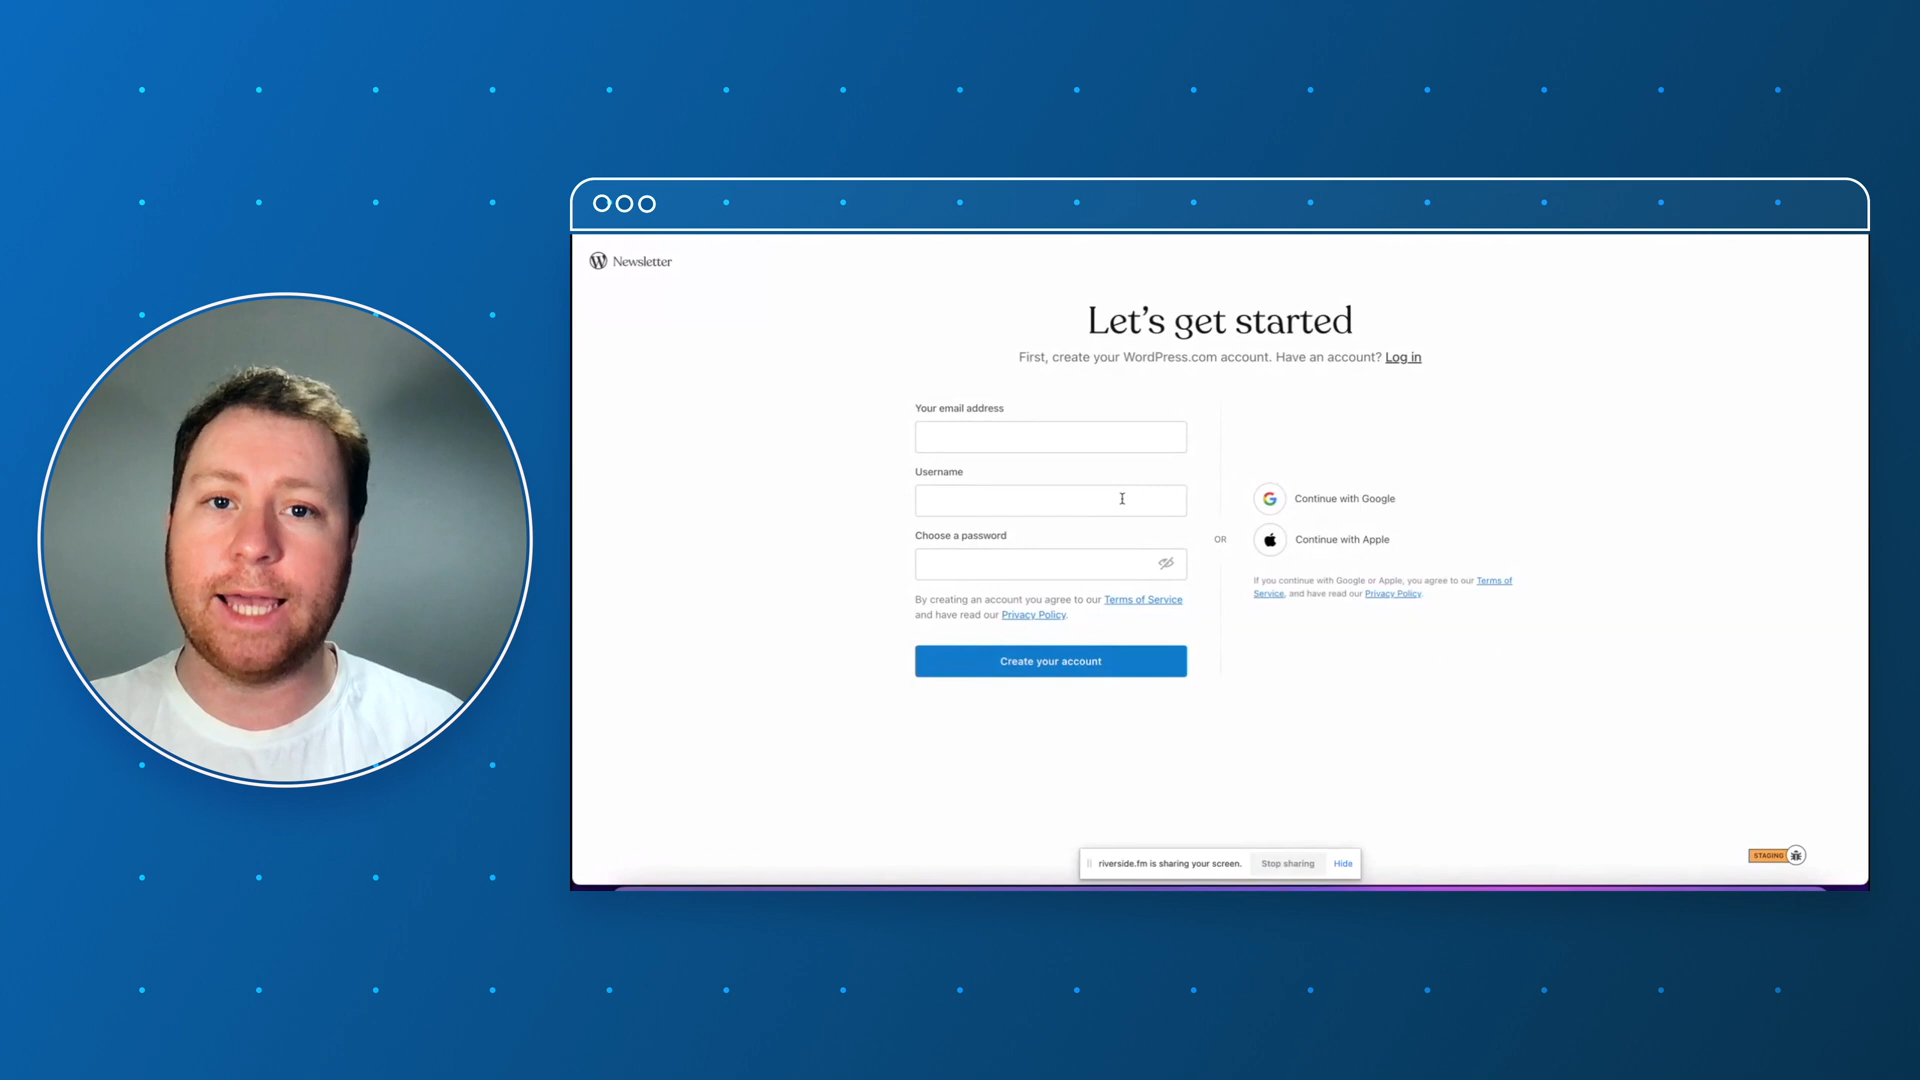 Newsletter
Let's get started
First, create your WordPress.com account. Have an account? Log in
Your email address
Username
Choose a password
By creating an account you agree to our Terms of Service
and have read our Privacy Policy.
Create your account
OR
Continue with Google
Continue with Apple
If you continue with Google or Apple, you agree to our Terms of
Service, and have read our Privacy Policy.
riverside.fm is sharing your screen. Stop sharing Hide
STAGING